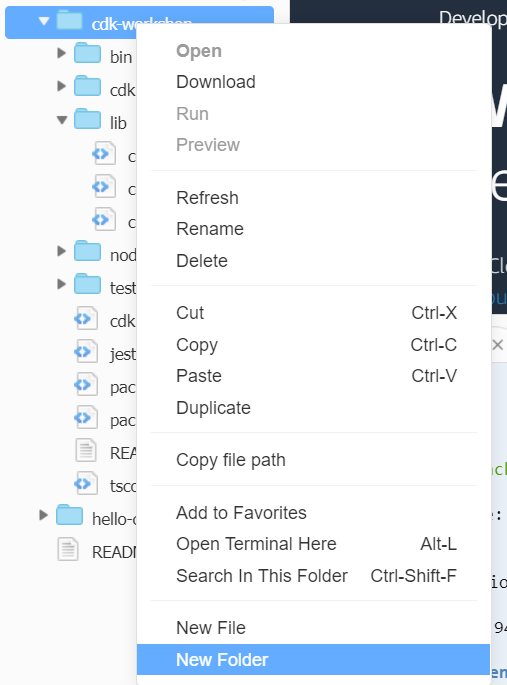 cdk-workshop
Develop
Open
bin
Download
cdk
Run
lib
Preview
Refresh
Rename
Delete
nod
test
Cut Ctrl-X
cdk
Copy Ctrl-C
jest
Paste Ctrl-V
pac
Duplicate
pac
Copy file path
REA
tsco
Add to Favorites
hello-c
Open Terminal Here Alt-L
READM
Search In This Folder Ctrl-Shift-F
New File
New Folder